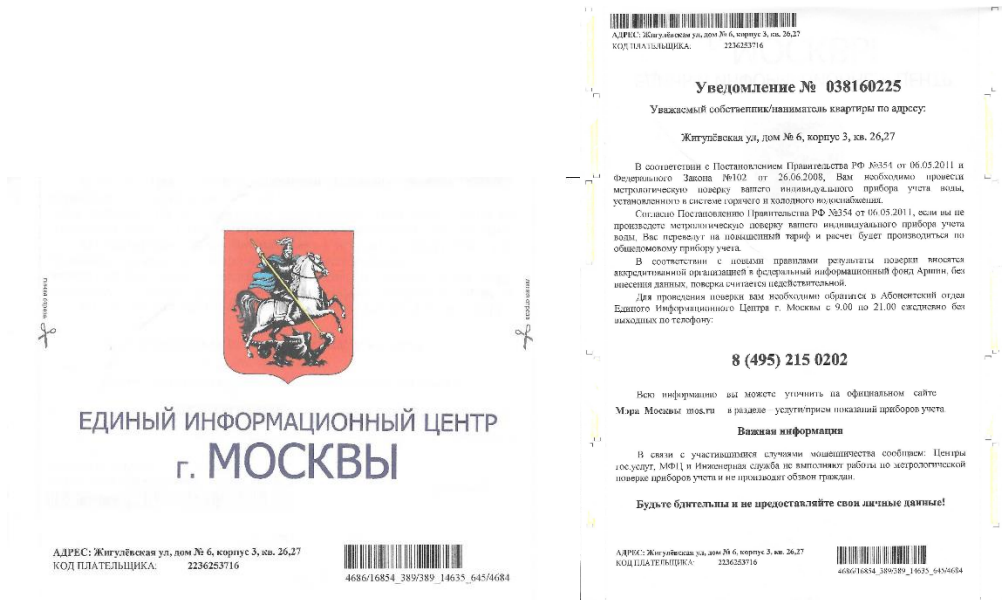 линия отреза
линия отреза
ЕДИНЫЙ ИНФОРМАЦИОННЫЙ ЦЕНТР
г. МОСКВЫ
АДРЕС: Жигулёвская ул, дом № 6, корпус 3, кв. 26,27
КОД ПЛАТЕЛЬЩИКА: 2236253716
4686/16854_389/389_14635_645/4684
АДРЕС: Жигулёвская ул, дом № 6, корпус 3, кв. 26,27
КОД ПЛАТЕЛЬЩИКА: 2236253716
Уведомление № 038160225
Уважаемый собственник/наниматель квартиры по адресу:
Жигулёвская ул, дом № 6, корпус 3, кв. 26,27
В соответствии с Постановлением Правительства РФ №354 от 06.05.2011 и
Федерального Закона №102 от 26.06.2008, Вам необходимо провести
метрологическую поверку вашего индивидуального прибора учета воды,
установленного в системе горячего и холодного водоснабжения.
Согласно Постановлению Правительства РФ №354 от 06.05.2011, если вы не
произведете метрологическую поверку вашего индивидуального прибора учета
воды, Вас переведут на повышенный тариф и расчет будет производиться по
общедомовому прибору учета.
В соответствии с новыми правилами результаты поверки вносятся
аккредитованной организацией в федеральный информационный фонд Аршин, без
внесения данных, поверка считается недействительной.
Для проведения поверки вам необходимо обратится в Абонентский отдел
Единого Информационного Центра г. Москвы с 9.00 по 21.00 ежедневно без
выходных по телефону:
8 (495) 215 0202
Всю информацию вы можете уточнить на официальном сайте
Мэра Москвы mos.ru в разделе - услуги/прием показаний приборов учета
Важная информация
В связи с участившимися случаями мошенничества сообщаем: Центры
гос.услуг, МФЦ и Инженерная служба не выполняют работы по метрологической
поверке приборов учета и не производят обзвон граждан.
Будьте бдительны и не предоставляйте свои личные данные!
АДРЕС: Жигулёвская ул, дом № 6, корпус 3, кв. 26,27
КОД ПЛАТЕЛЬЩИКА: 2236253716
4686/16854_389/389_14635_645/4684